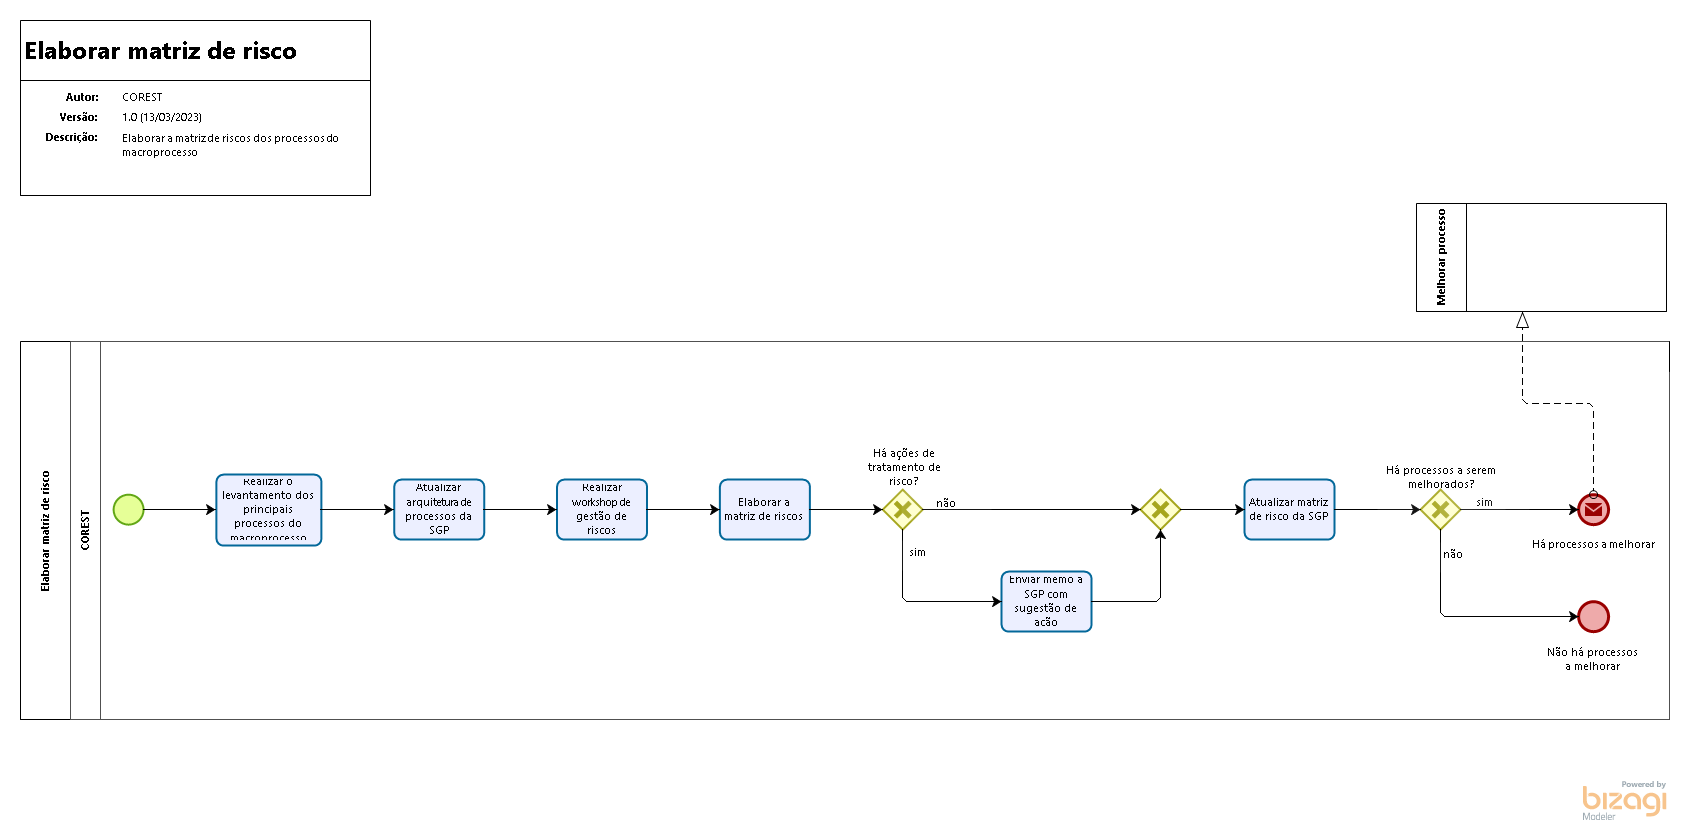 Elaborar matriz de risco
Autor: COREST
Versão: 1.0 (13/03/2023)
Descrição: Elaborar a matriz de riscos dos processos do
macroprocesso
Melhorar processo
Elaborar matriz de risco
COREST
Realizar o
levantamento dos
principais
processos do
macroprocesso
Atualizar
arquitetura de
processos da
SGP
Realizar
workshop de
gestão de
riscos
Elaborar a
matriz de riscos
Há ações de
tratamento de
risco?
não
sim
Enviar memo a
SGP com
sugestão de
ação
Atualizar matriz
de risco da SGP
Há processos a serem
melhorados?
sim
não
Há processos a melhorar
Não há processos
a melhorar
Powered by
bizagi
Modeler